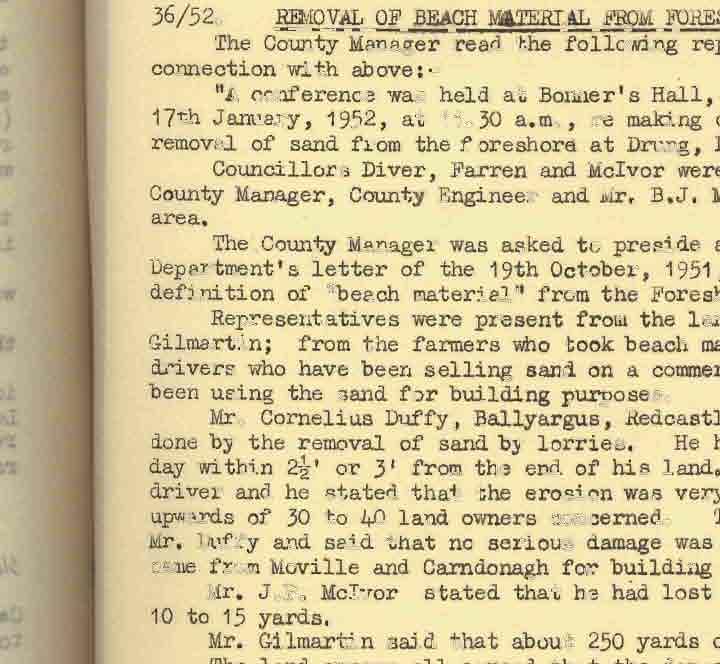 36/52. REMOVAL OF BEACH MATERIAL FROM FORES
The County Manager read the following rep
connection with above:-
"A conference was held at Bonner's Hall,
17th January, 1952, at 30 a.m., re making o
removal of sand from the foreshore at Drung,
Councillors Diver, Farren and McIvor were
County Manager, County Engineer and Mr. B.J. M
area.
The County Manager was asked to preside a
Department's letter of the 19th October, 1951
definition of "beach material" from the Foresh
Representatives were present from the lan
Gilmartin; from the farmers who took beach ma
drivers who have been selling sand on a commer
been using the sand for building purposes.
Mr. Cornelius Duffy, Ballyargus, Redcastl
done by the removal of sand by lorries. He h
day within 2½' or 3' from the end of his land.
driver and he stated that the erosion was very
upwards of 30 to 40 land owners concerned.
Mr. Duffy and said that no serious damage was
came from Moville and Carndonagh for building
Mr. J.P. McIvor stated that he had lost
10 to 15 yards.
Mr. Gilmartin said that about 250 yards o